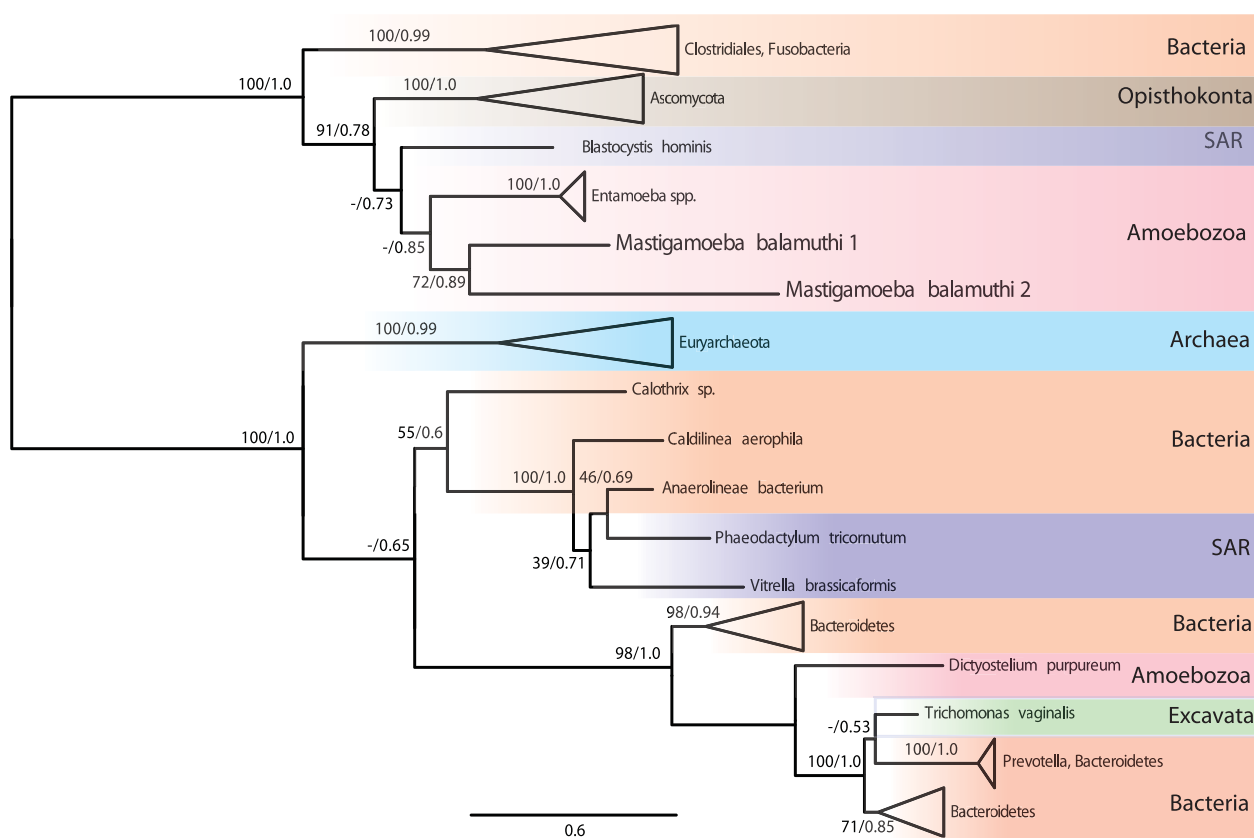 100/0.99
Clostridiales, Fusobacteria
Bacteria
100/1.0
100/1.0
Ascomycota
Opisthokonta
91/0.78
Blastocystis hominis
SAR
-/0.73
100/1.0
Entamoeba spp.
Amoebozoa
-/0.85
Mastigamoeba balamuthi 1
72/0.89
Mastigamoeba balamuthi 2
100/0.99
Euryarchaeota
Archaea
Calothrix sp.
100/1.0
55/0.6
Caldilinea aerophila
Bacteria
100/1.0
46/0.69
Anaerolineae bacterium
Phaeodactylum tricornutum
SAR
-/0.65
39/0.71
Vitrella brassicaformis
98/0.94
Bacteroidetes
Bacteria
98/1.0
Dictyostelium purpureum
Amoebozoa
-/0.53
Trichomonas vaginalis
Excavata
100/1.0
100/1.0
Prevotella, Bacteroidetes
Bacteria
71/0.85
Bacteroidetes
0.6